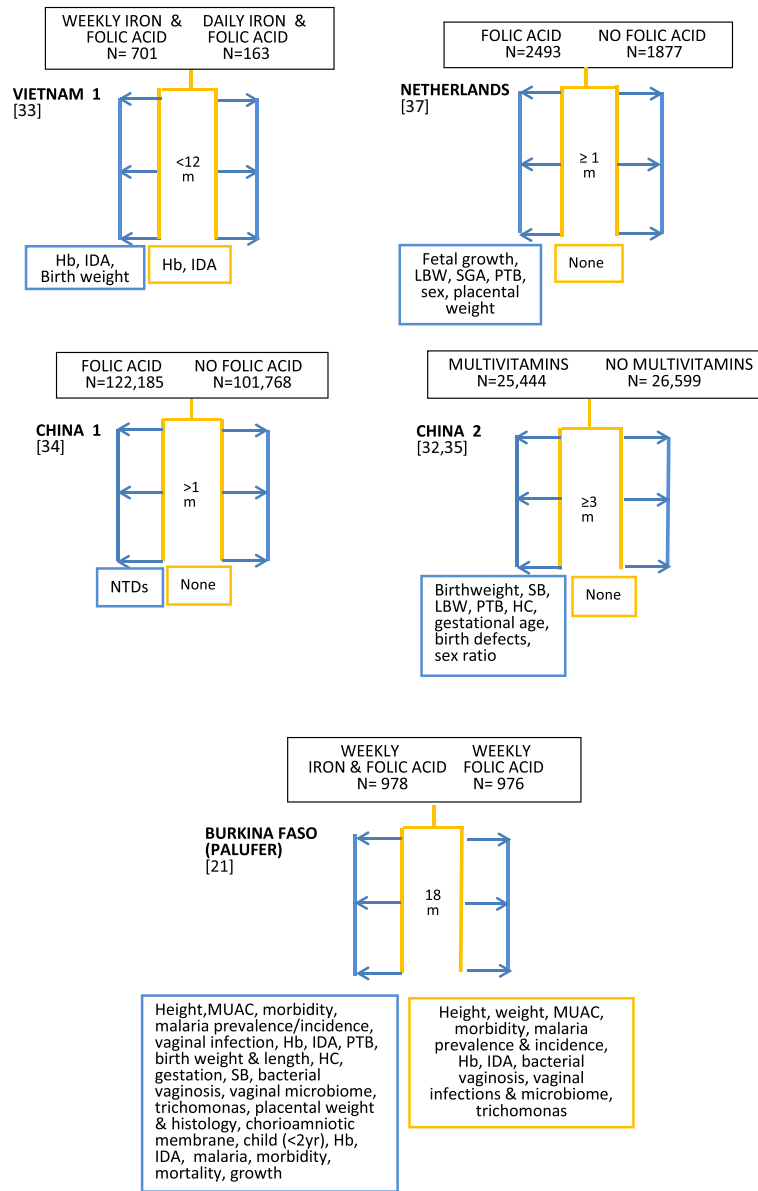 WEEKLY IRON &
FOLIC ACID
N= 701
DAILY IRON &
FOLIC ACID
N=163
VIETNAM 1
[33]
<12
m
Hb, IDA,
Birth weight
Hb, IDA
FOLIC ACID
N=2493
NO FOLIC ACID
N=1877
NETHERLANDS
[37]
≥ 1
m
Fetal growth,
LBW, SGA, PTB,
sex, placental
weight
None
FOLIC ACID
N=122,185
NO FOLIC ACID
N=101,768
CHINA 1
[34]
>1
m
NTDs
None
MULTIVITAMINS
N=25,444
NO MULTIVITAMINS
N= 26,599
CHINA 2
[32,35]
≥3
m
Birthweight, SB,
LBW, PTB, HC,
gestational age,
birth defects,
sex ratio
None
WEEKLY
IRON & FOLIC ACID
N= 978
WEEKLY
FOLIC ACID
N= 976
BURKINA FASO
(PALUFER)
[21]
18
m
Height,MUAC, morbidity,
malaria prevalence/incidence,
vaginal infection, Hb, IDA, PTB,
birth weight & length, HC,
gestation, SB, bacterial
vaginosis, vaginal microbiome,
trichomonas, placental weight
& histology, chorioamniotic
membrane, child (<2yr), Hb,
IDA, malaria, morbidity,
mortality, growth
Height, weight, MUAC,
morbidity, malaria
prevalence & incidence,
Hb, IDA, bacterial
vaginosis, vaginal
infections & microbiome,
trichomonas